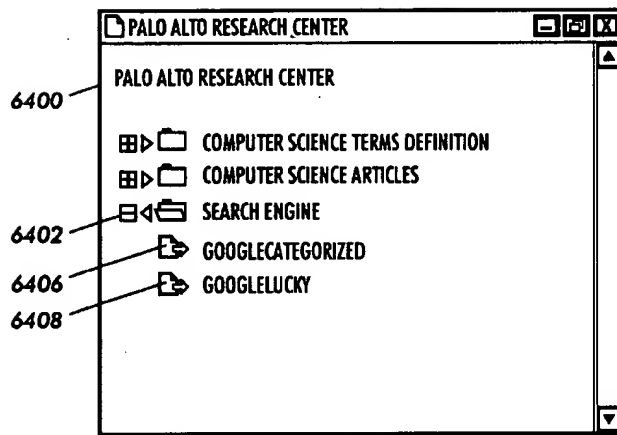 PALO ALTO RESEARCH CENTER
PALO ALTO RESEARCH CENTER
6400
COMPUTER SCIENCE TERMS DEFINITION
COMPUTER SCIENCE ARTICLES
SEARCH ENGINE
6402
GOOGLECATEGORIZED
6406
GOOGLELUCKY
6408